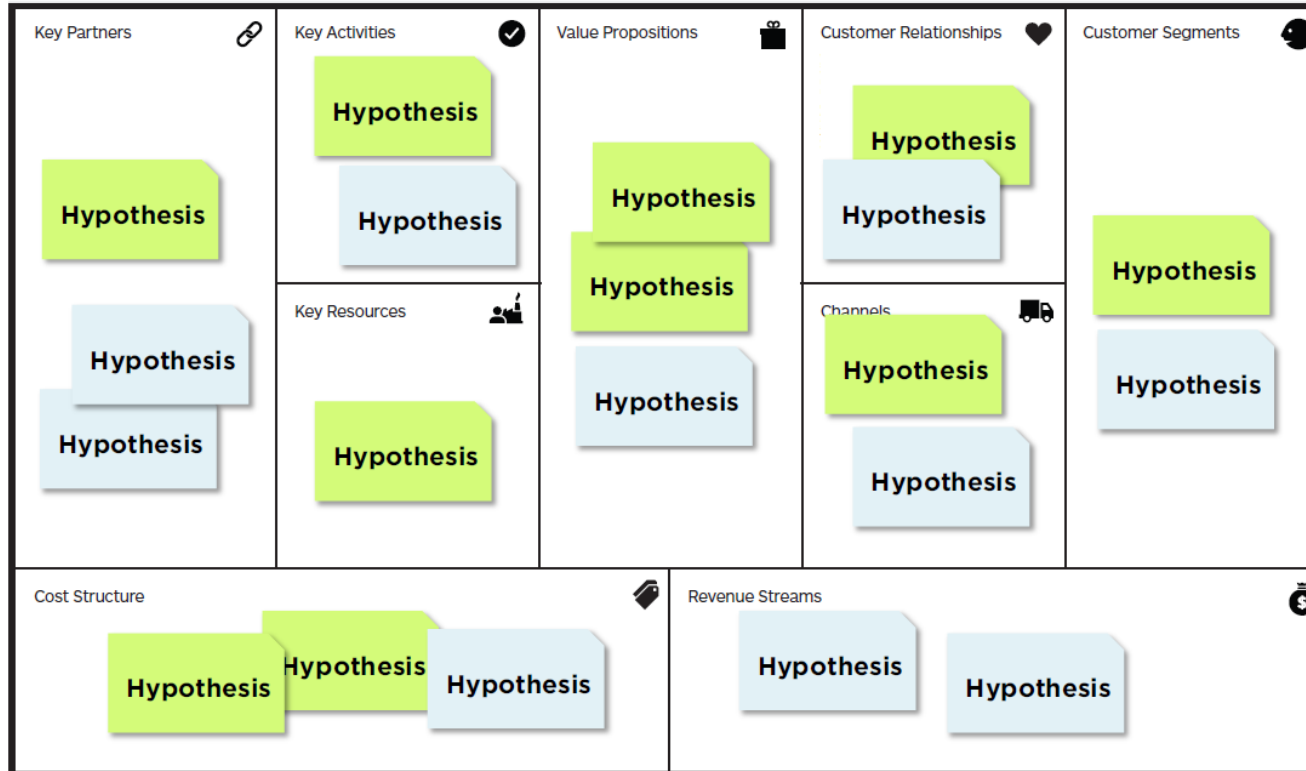 Key Partners
Hypothesis
Hypothesis
Hypothesis
Key Activities
Hypothesis
Hypothesis
Key Resources
Hypothesis
Value Propositions
Hypothesis
Hypothesis
Hypothesis
Customer Relationships
Hypothesis
Hypothesis
Channels
Hypothesis
Hypothesis
Customer Segments
Hypothesis
Hypothesis
Cost Structure
Hypothesis
Hypothesis
Hypothesis
Revenue Streams
Hypothesis
Hypothesis
$